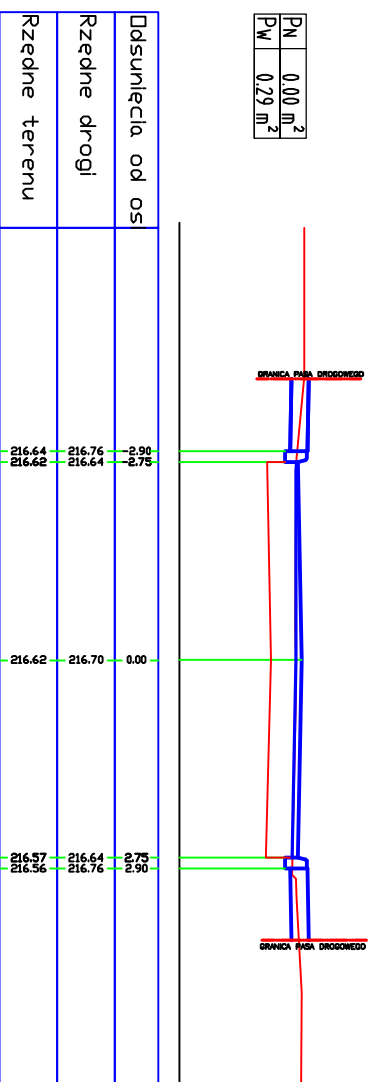 PN 0.00 m²
PW 0.29 m²
GRANICA PASA DROGOWEGO
GRANICA PASA DROGOWEGO
Odsunięcia od osi -2.90 -2.75 0.00 2.75 2.90
Rzędne drogi 216.76 216.64 216.70 216.64 216.76
Rzędne terenu 216.64 216.62 216.62 216.57 216.56